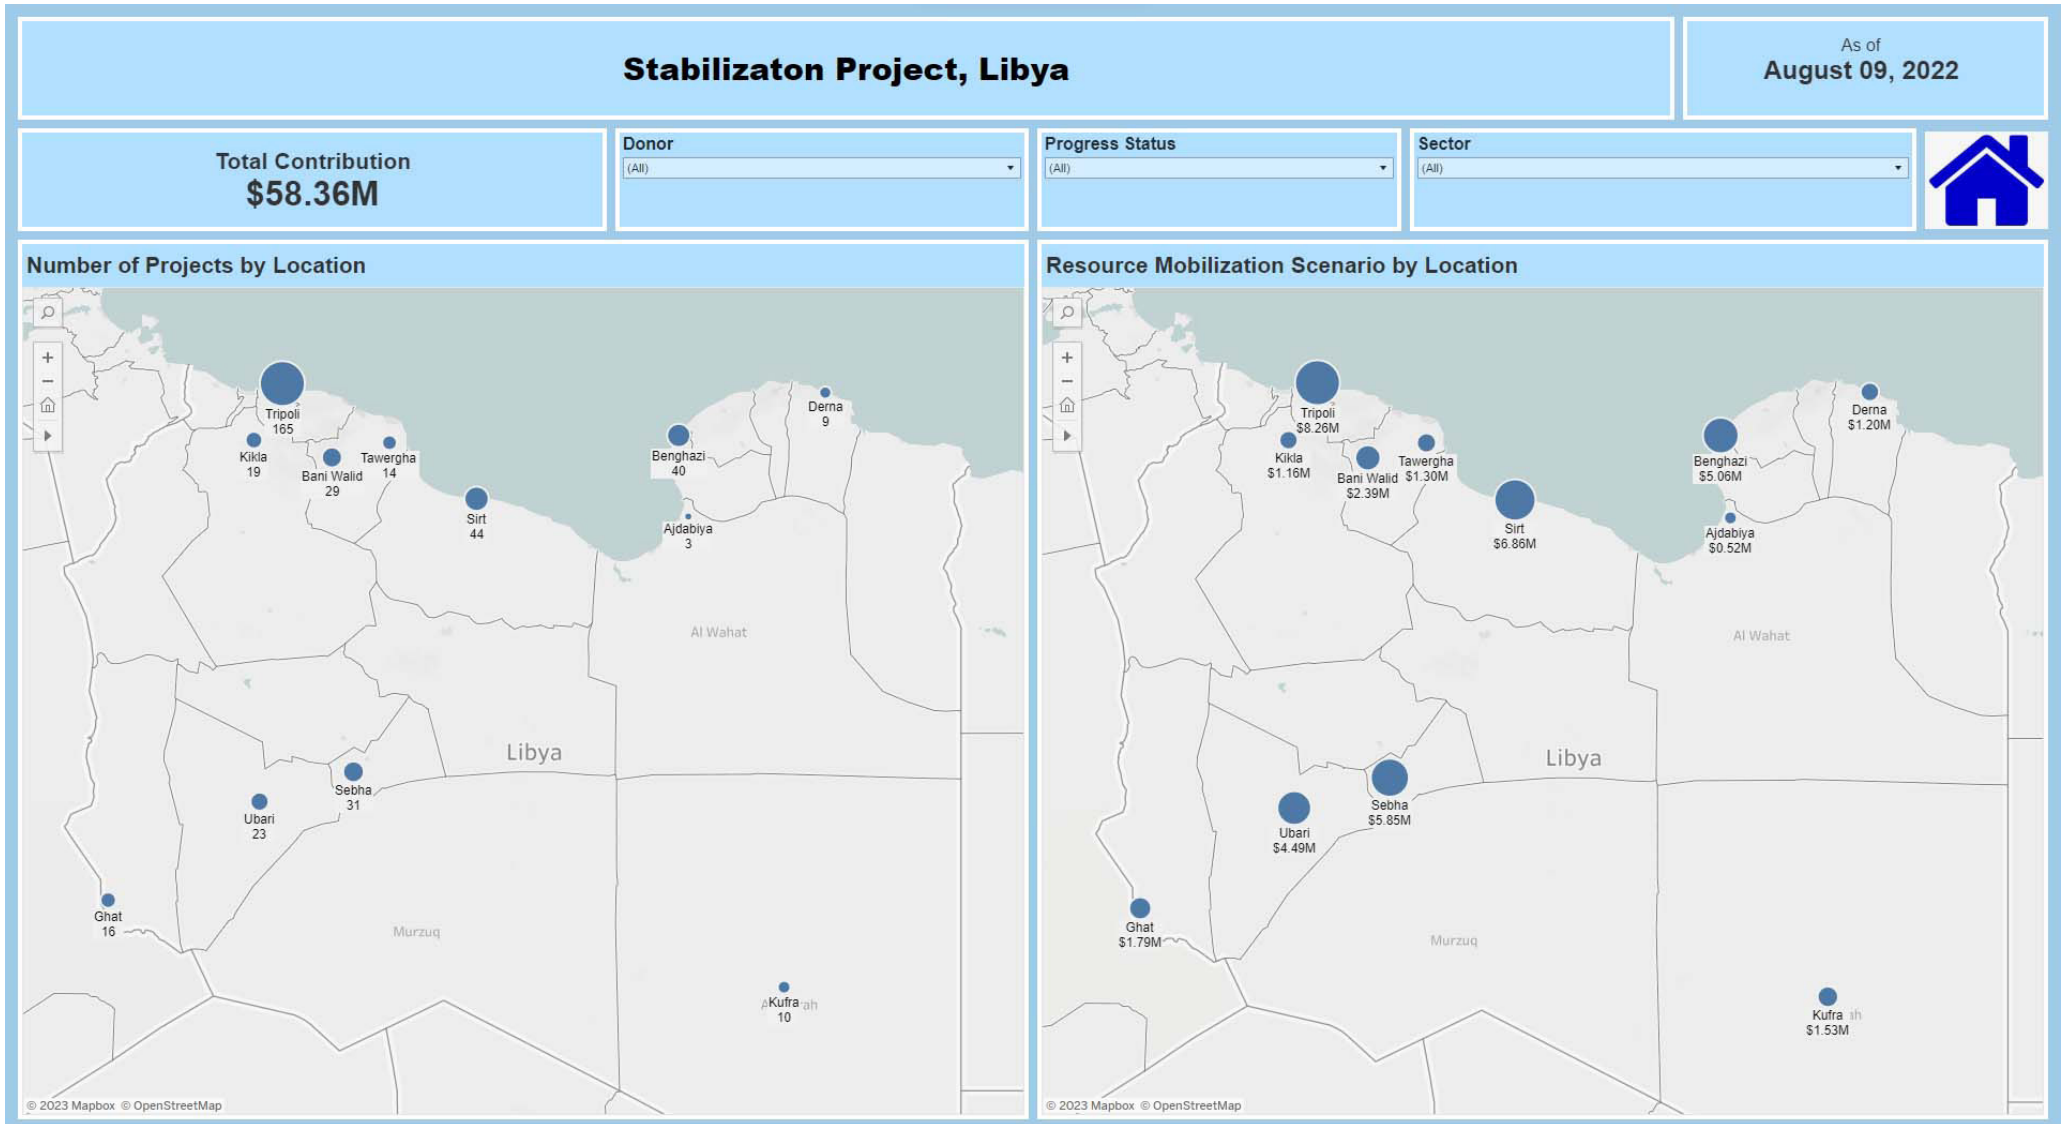 Stabilizaton Project, Libya
As of
August 09, 2022
Total Contribution
$58.36M
Donor
(All)
Progress Status
(All)
Sector
(All)
Number of Projects by Location
Tripoli
165
Kikla
19
Bani Walid
29
Tawergha
14
Sirt
44
Benghazi
40
Derna
9
Ajdabiya
3
Al Wahat
Libya
Sebha
31
Ubari
23
Ghat
16
Murzuq
Kufra
10
© 2023 Mapbox © OpenStreetMap
Resource Mobilization Scenario by Location
Tripoli
$8.26M
Kikla
$1.16M
Bani Walid
$2.39M
Tawergha
$1.30M
Sirt
$6.86M
Benghazi
$5.06M
Derna
$1.20M
Ajdabiya
$0.52M
Al Wahat
Libya
Sebha
$5.85M
Ubari
$4.49M
Ghat
$1.79M
Murzuq
Kufra
$1.53M
© 2023 Mapbox © OpenStreetMap